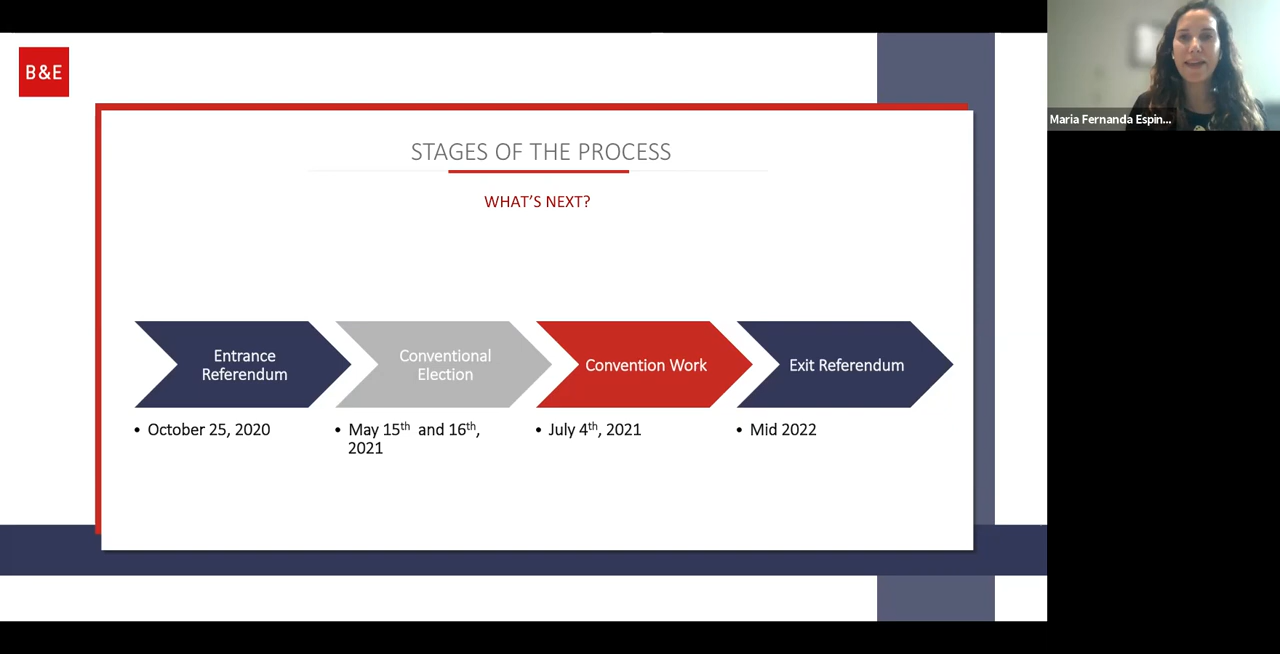 B&E
STAGES OF THE PROCESS
WHAT'S NEXT?
Entrance
Referendum
Conventional
Election
Convention Work
Exit Referendum
• October 25, 2020
• May 15th and 16th,
2021
• July 4th, 2021
• Mid 2022
Maria Fernanda Espin...